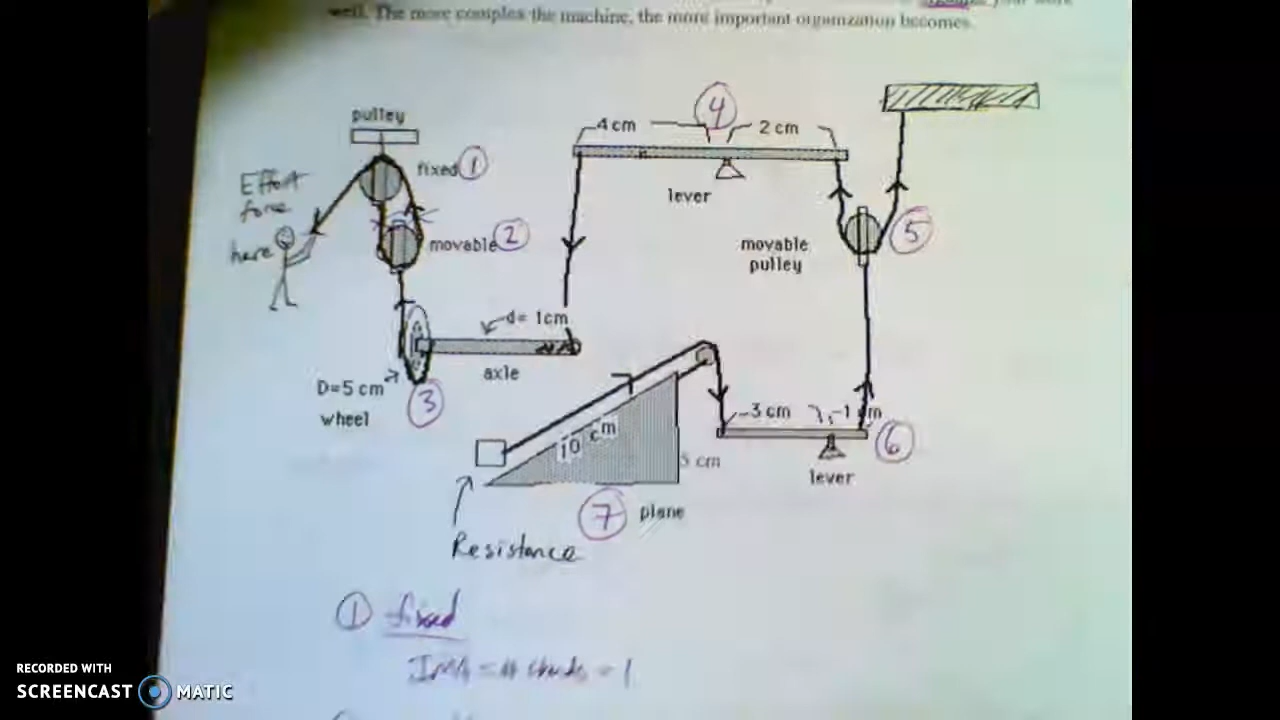 well. The more complex the machine, the more important organization becomes.
pulley
fixed 1
Effort
force
here
movable 2
4 cm
4
2 cm
lever
movable
pulley
5
d= 1cm
axle
D=5 cm
wheel
3
10 cm
5 cm
7
plane
3 cm
lever
6
Resistance
1 fixed
IMA = # strands = 1
RECORDED WITH
SCREENCAST MATIC